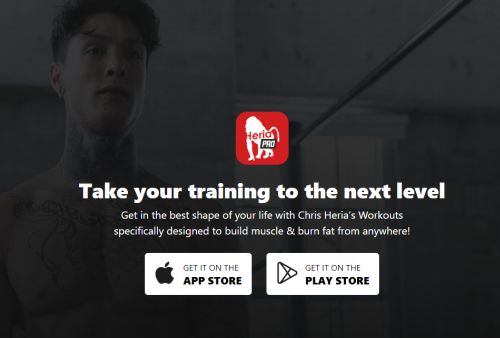 Heria
PRO
Take your training to the next level
Get in the best shape of your life with Chris Heria's Workouts
specifically designed to build muscle & burn fat from anywhere!
GET IT ON THE
APP STORE
GET IT ON THE
PLAY STORE